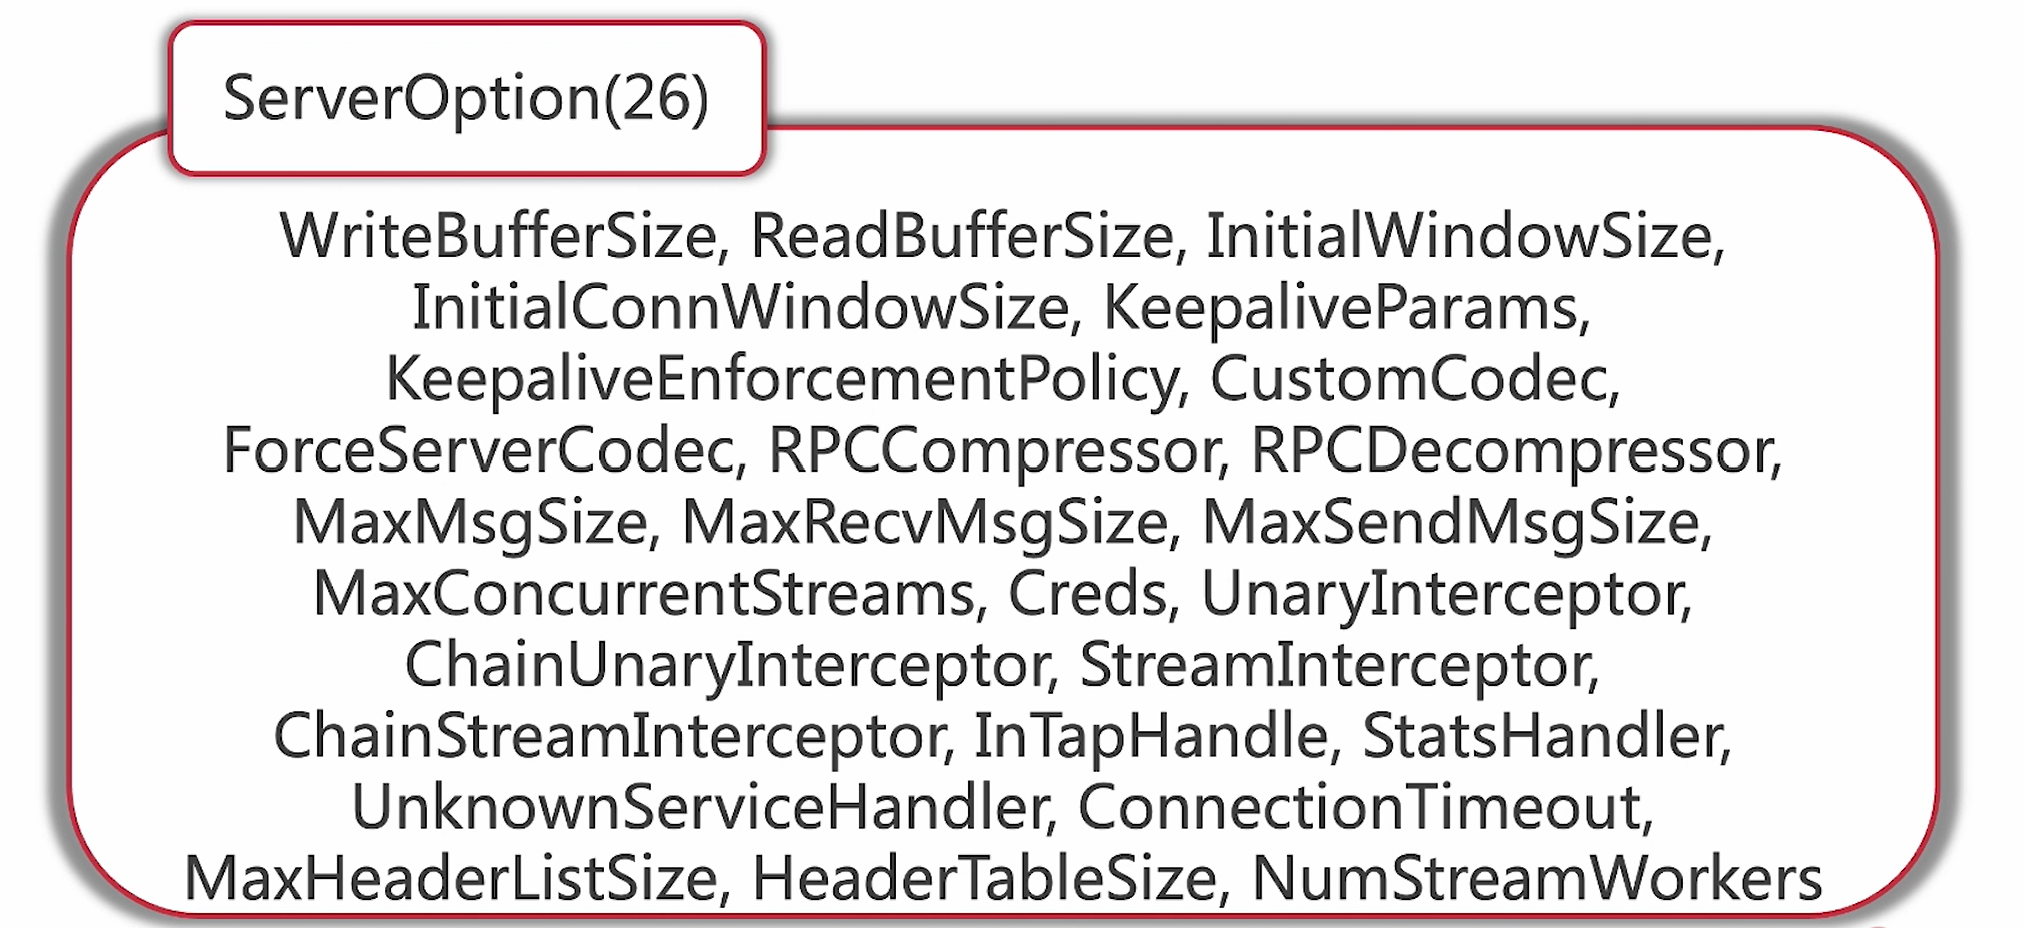 ServerOption(26)
WriteBufferSize, ReadBufferSize, InitialWindowSize,
InitialConnWindowSize, KeepaliveParams,
KeepaliveEnforcementPolicy, CustomCodec,
ForceServerCodec, RPCCompressor, RPCDecompressor,
MaxMsgSize, MaxRecvMsgSize, MaxSendMsgSize,
MaxConcurrentStreams, Creds, UnaryInterceptor,
ChainUnaryInterceptor, StreamInterceptor,
ChainStreamInterceptor, InTapHandle, StatsHandler,
UnknownServiceHandler, ConnectionTimeout,
MaxHeaderListSize, HeaderTableSize, NumStreamWorkers